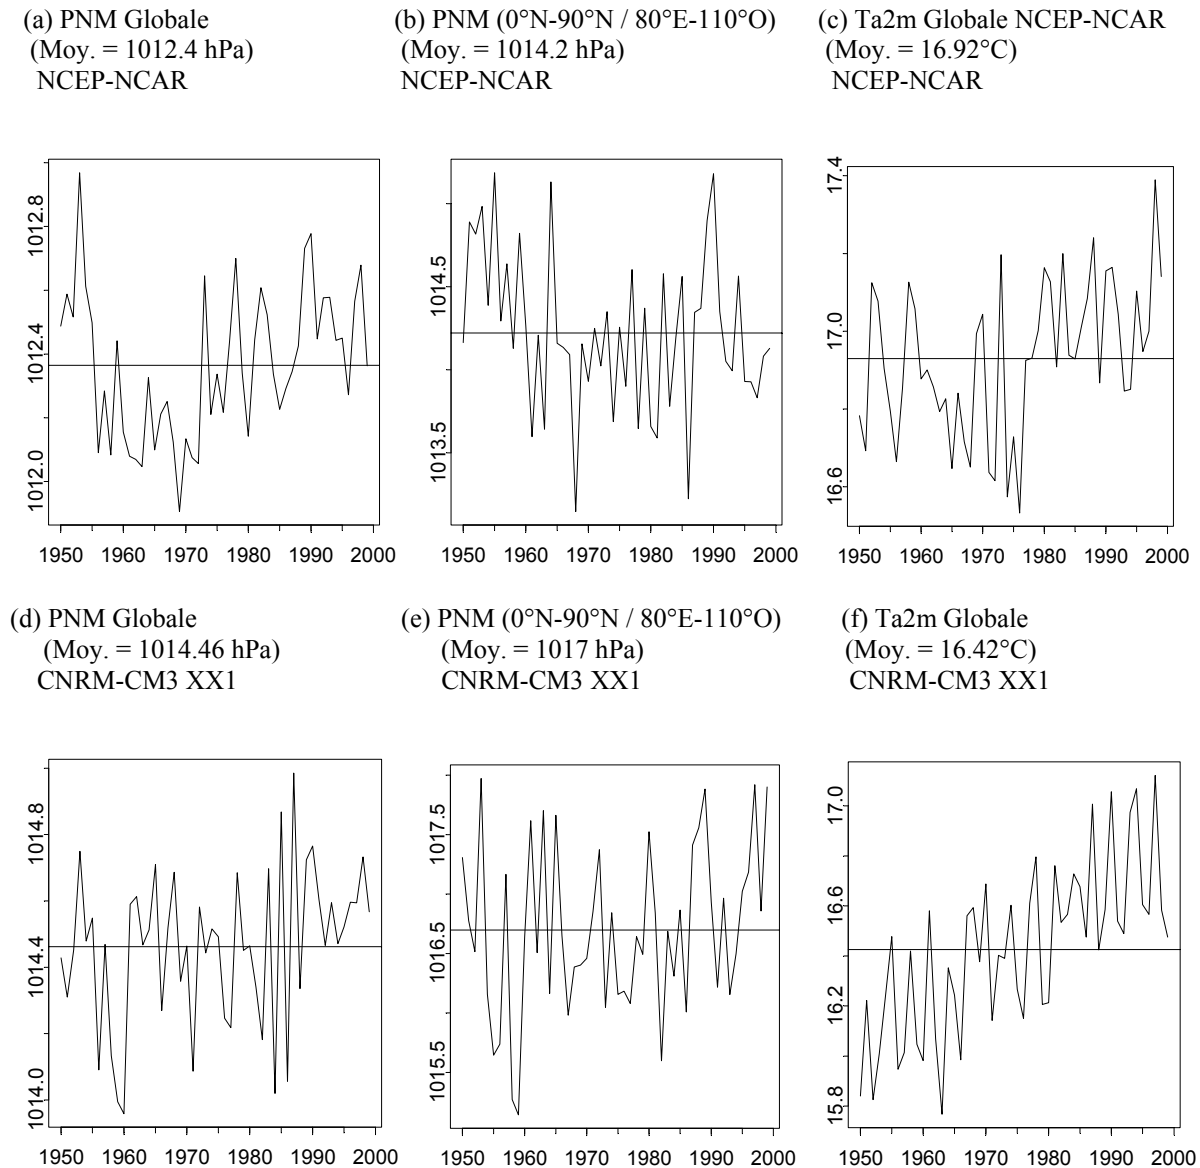 (a) PNM Globale
(Moy. = 1012.4 hPa)
NCEP-NCAR
(b) PNM (0°N-90°N / 80°E-110°O)
(Moy. = 1014.2 hPa)
NCEP-NCAR
(c) Ta2m Globale NCEP-NCAR
(Moy. = 16.92°C)
NCEP-NCAR
1012.8
1012.4
1012.0
1950 1960 1970 1980 1990 2000
1014.5
1013.5
1950 1960 1970 1980 1990 2000
17.4
17.0
16.6
1950 1960 1970 1980 1990 2000
(d) PNM Globale
(Moy. = 1014.46 hPa)
CNRM-CM3 XX1
(e) PNM (0°N-90°N / 80°E-110°O)
(Moy. = 1017 hPa)
CNRM-CM3 XX1
(f) Ta2m Globale
(Moy. = 16.42°C)
CNRM-CM3 XX1
1014.8
1014.4
1014.0
1950 1960 1970 1980 1990 2000
1017.5
1016.5
1015.5
1950 1960 1970 1980 1990 2000
17.0
16.6
16.2
15.8
1950 1960 1970 1980 1990 2000